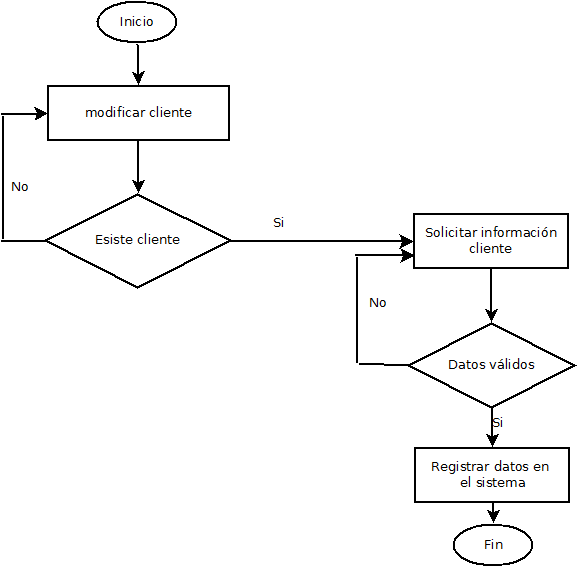 Inicio
modificar cliente
No
Esiste cliente
Si
Solicitar información
cliente
No
Datos válidos
Si
Registrar datos en
el sistema
Fin